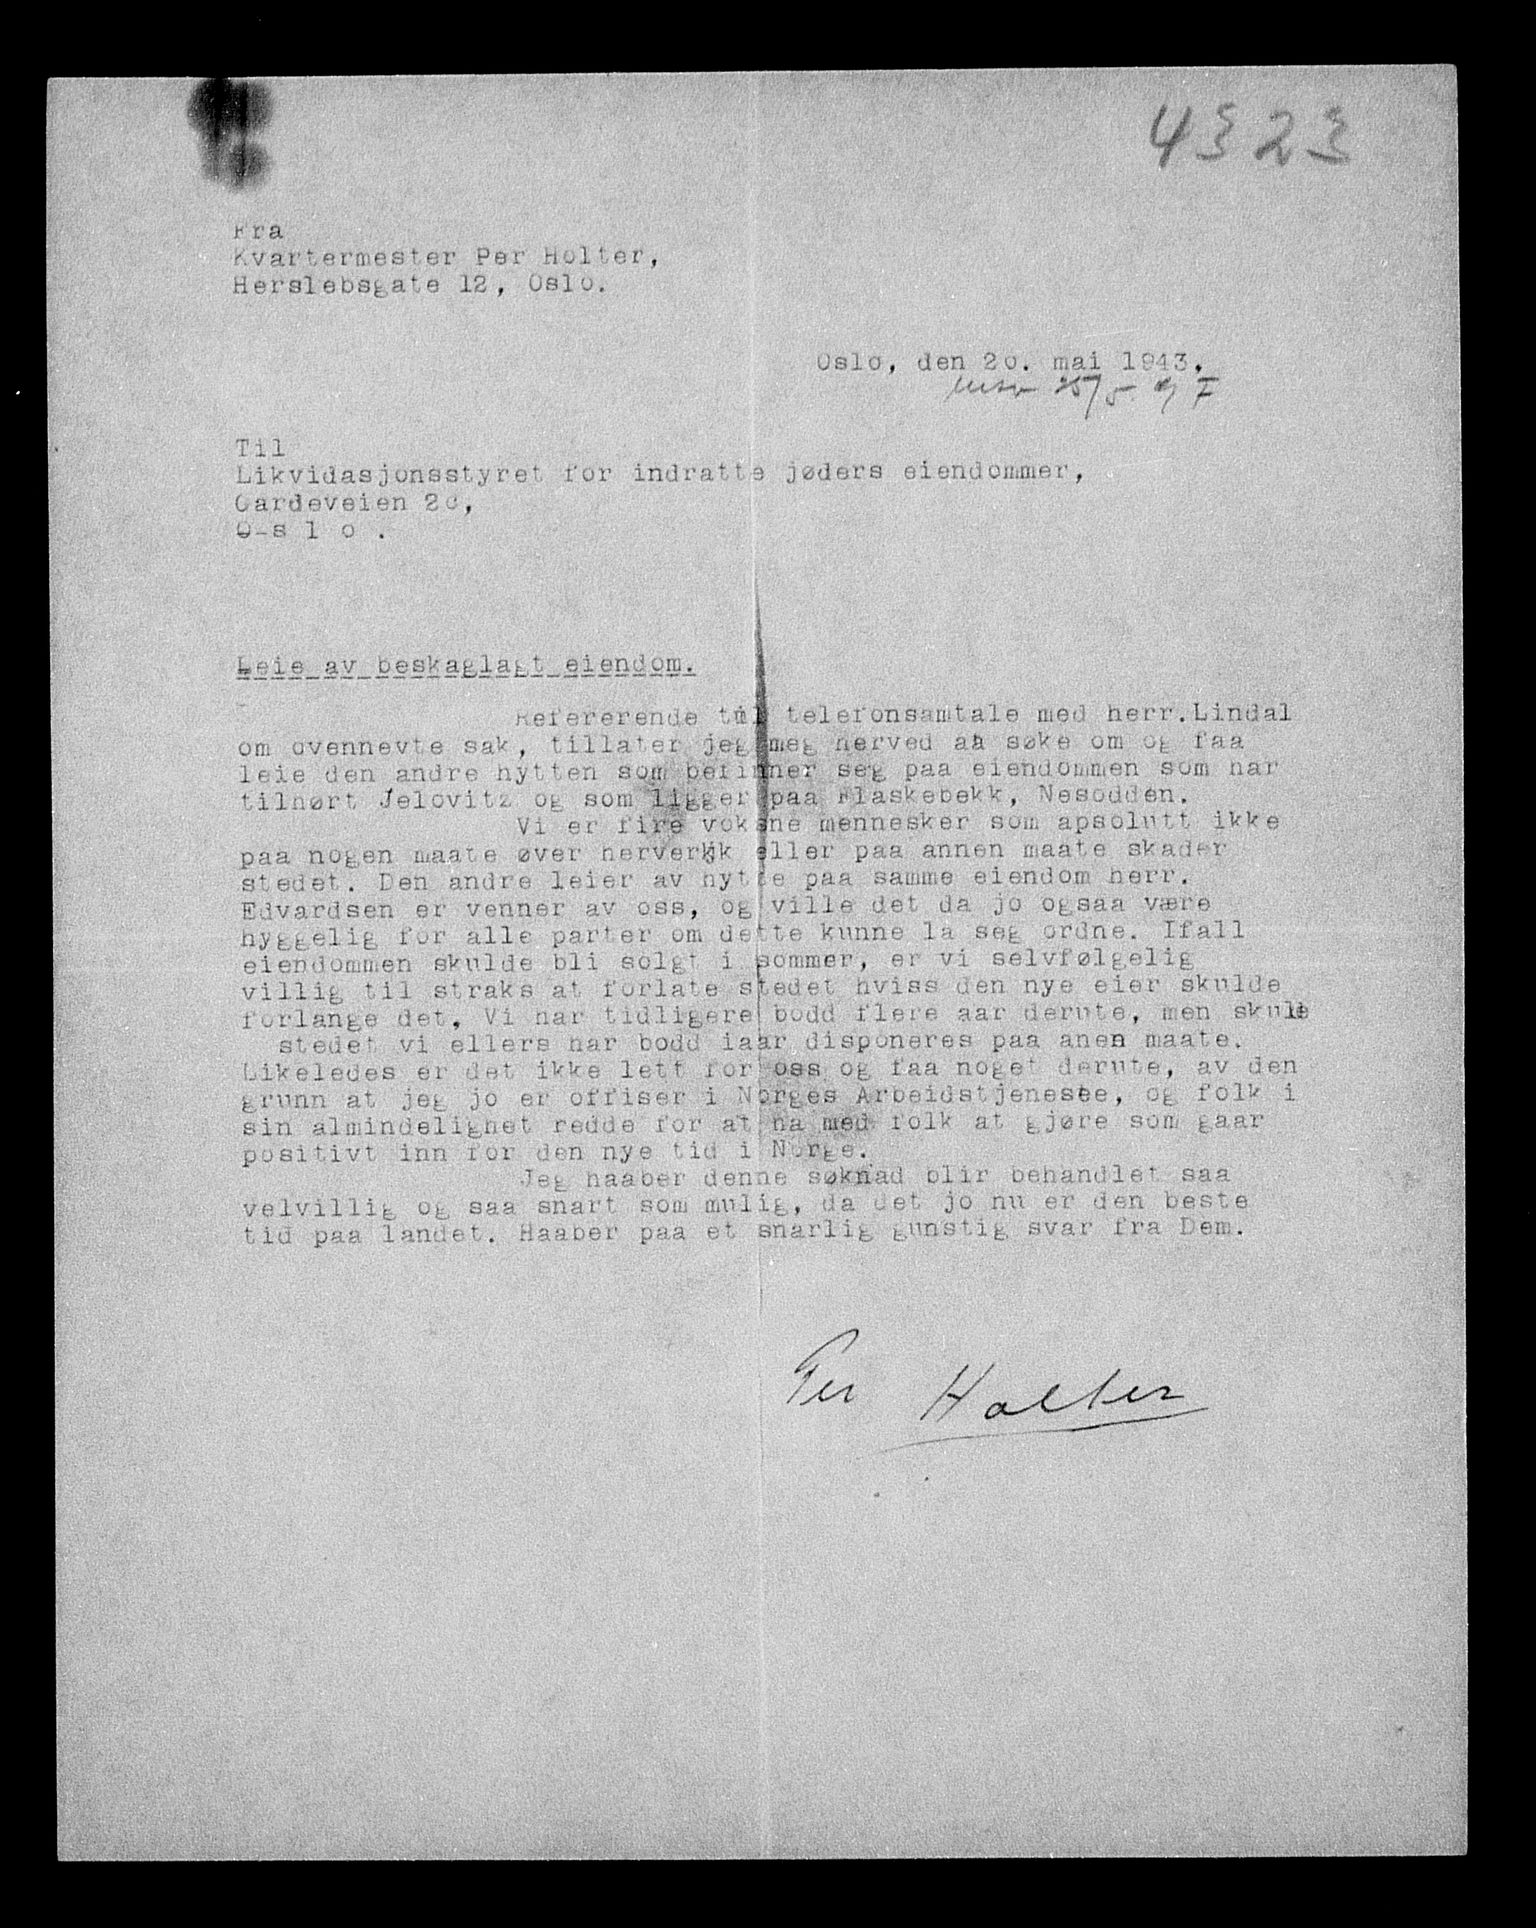 4323
Fra
Kvartermester Per Holter,
Herslebsgate 12, Oslo.
Oslo, den 20. mai 1943.
25/5
Til
Likvidasjonsstyret for indratte jøders eiendommer,
Gardeveien 2c,
O s l o .
Leie av beskaglagt eiendom.
Refererende til telefonsamtale med herr.Lindal
om ovennevte sak, tillater jeg meg herved aa søke om og faa
leie den andre hytten som befinner seg paa eiendommen som har
tilhørt Jelovitz og som ligger paa Flaskebekk, Nesodden.
Vi er fire voksne mennesker som apsolutt ikke
paa nogen maate øver herverkk eller paa annen maate skader
stedet. Den andre leier av hytte paa samme eiendom herr.
Edvardsen er venner av oss, og ville det da jo ogsaa være
hyggelig for alle parter om dette kunne la seg ordne. Ifall
eiendommen skulde bli solgt i sommer, er vi selvfølgelig
villig til straks at forlate stedet hviss den nye eier skulde
forlange det. Vi har tidligere bodd flere aar derute, men skulle
stedet vi ellers har bodd iaar disponeres paa anen maate.
Likeledes er det ikke lett for oss og faa noget derute, av den
grunn at jeg jo er offiser i Norges Arbeidstjeneste, og folk i
sin almindelighet redde for at ha med folk at gjøre som gaar
positivt inn for den nye tid i Norge.
Jeg haaber denne søknad blir behandlet saa
velvillig og saa snart som mulig, da det jo nu er den beste
tid paa landet. Haaber paa et snarlig gunstig svar fra Dem.
Per Holter